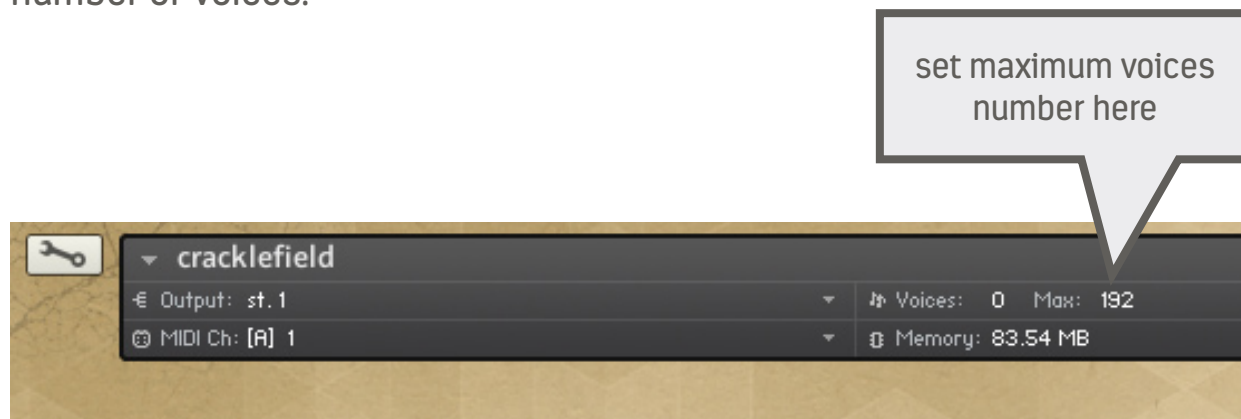 number of voices.
set maximum voices
number here
cracklefield
Output: st. 1
Voices: 0 Max: 192
MIDI Ch: [A] 1
Memory: 83.54 MB